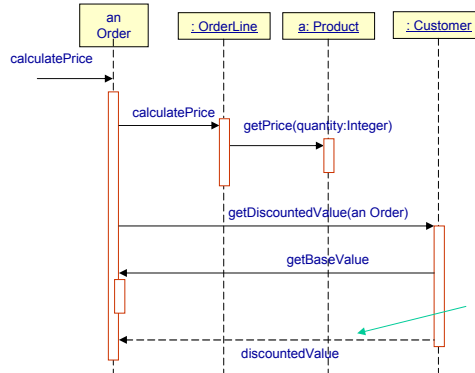 an
Order
: OrderLine
a: Product
: Customer
calculatePrice
calculatePrice
getPrice(quantity:Integer)
getDiscountedValue(an Order)
getBaseValue
discountedValue